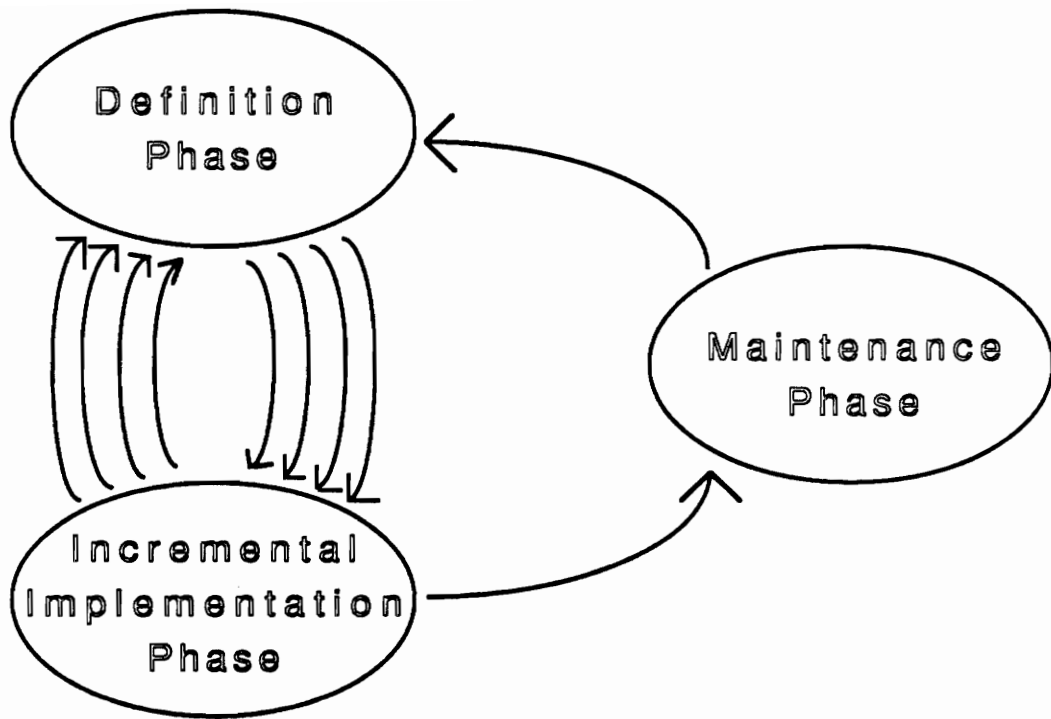 Definition
Phase
Maintenance
Phase
Incremental
Implementation
Phase